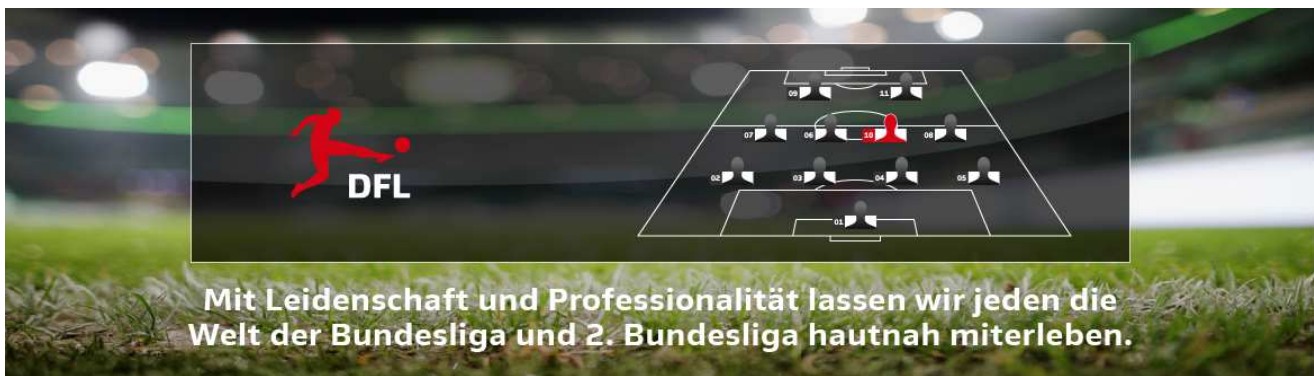 DFL
09 11
07 06 10 08
02 03 04 05
01
Mit Leidenschaft und Professionalität lassen wir jeden die
Welt der Bundesliga und 2. Bundesliga hautnah miterleben.